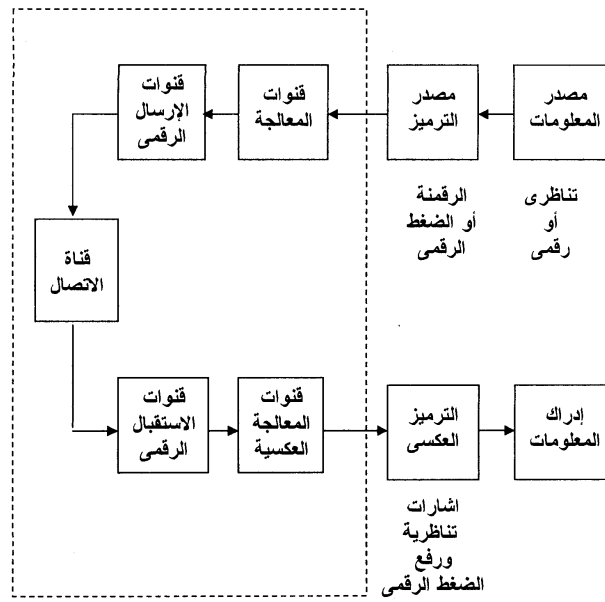 مصدر
المعلومات
مصدر
الترميز
قنوات
المعالجة
قنوات
الإرسال
الرقمى
تناظرى
أو
رقمى
الرقمنة
أو الضغط
الرقمى
قناة
الاتصال
قنوات
الاستقبال
الرقمى
قنوات
المعالجة
العكسية
الترميز
العكسى
إدراك
المعلومات
اشارات
تناظرية
ورفع
الضغط الرقمى